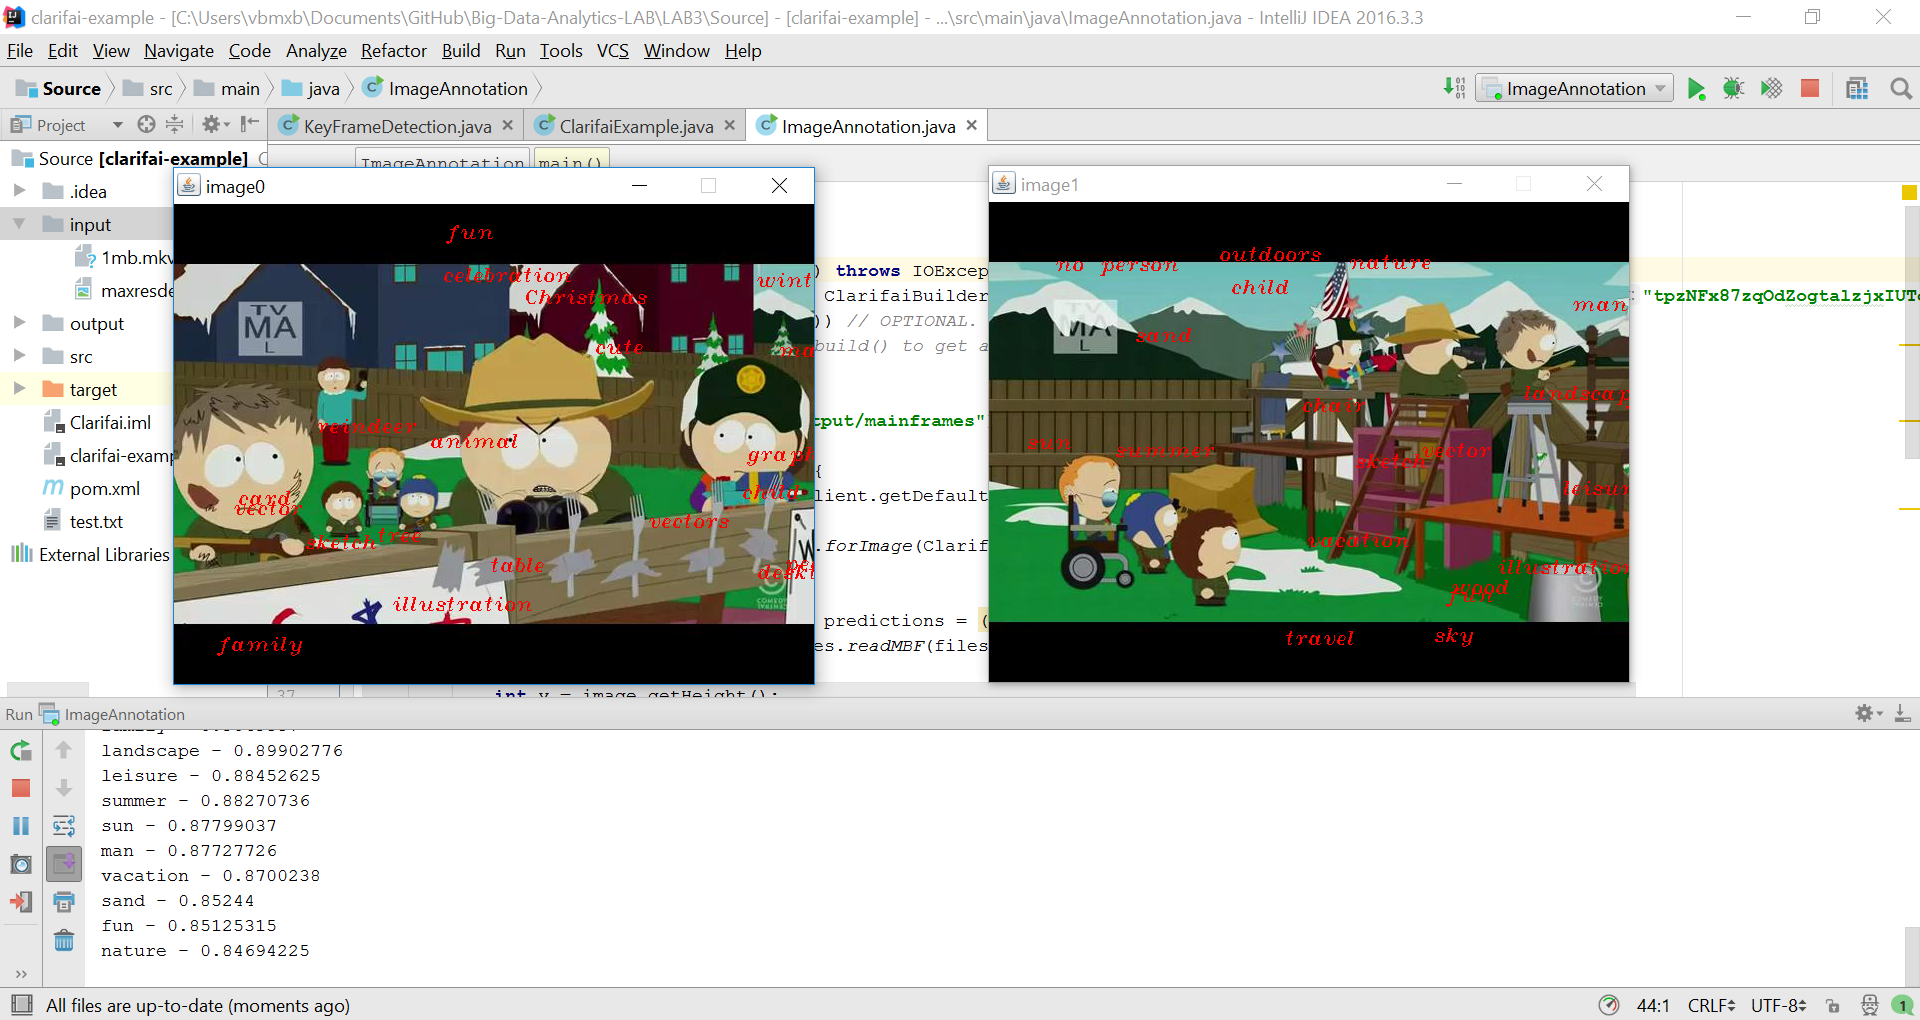 clarifai-example - [C:\Users\vbmxb\Documents\GitHub\Big-Data-Analytics-LAB\LAB3\Source] - [clarifai-example] - ...\src\main\java\ImageAnnotation.java - IntelliJ IDEA 2016.3.3
File Edit View Navigate Code Analyze Refactor Build Run Tools VCS Window Help
Source src main java ImageAnnotation
ImageAnnotation
Project
KeyFrameDetection.java ClarifaiExample.java ImageAnnotation.java
Source [clarifai-example]
ImageAnnotation main()
.idea
input
1mb.mkv
maxresde
output
src
target
Clarifai.iml
clarifai-examp
pom.xml
test.txt
External Libraries
image0
fun
celebration
wint
Christmas
TV
MA
L
cute
ma
reindeer
animal
grap
card
child
vector
vectors
sketch tree
table
desk
illustration
family
image1
outdoors
no person
nature
child
man
MA
L
sand
landscap
chair
sun
summer
vector
sketch
leisur
vacation
illustration
wood
fun
travel
sky
) throws IOExcep
ClarifaiBuilder
"tpzNFx87zqOdZogtalzjxIUT
)) // OPTIONAL.
build() to get a
tput/mainframes"
{
lient.getDefault
.forImage(Clarif
predictions = (
es.readMBF(files
37 int y = image.getHeight();
Run ImageAnnotation
landscape - 0.89902776
leisure - 0.88452625
summer - 0.88270736
sun - 0.87799037
man - 0.87727726
vacation - 0.8700238
sand - 0.85244
fun - 0.85125315
nature - 0.84694225
All files are up-to-date (moments ago)
44:1 CRLF UTF-8 1